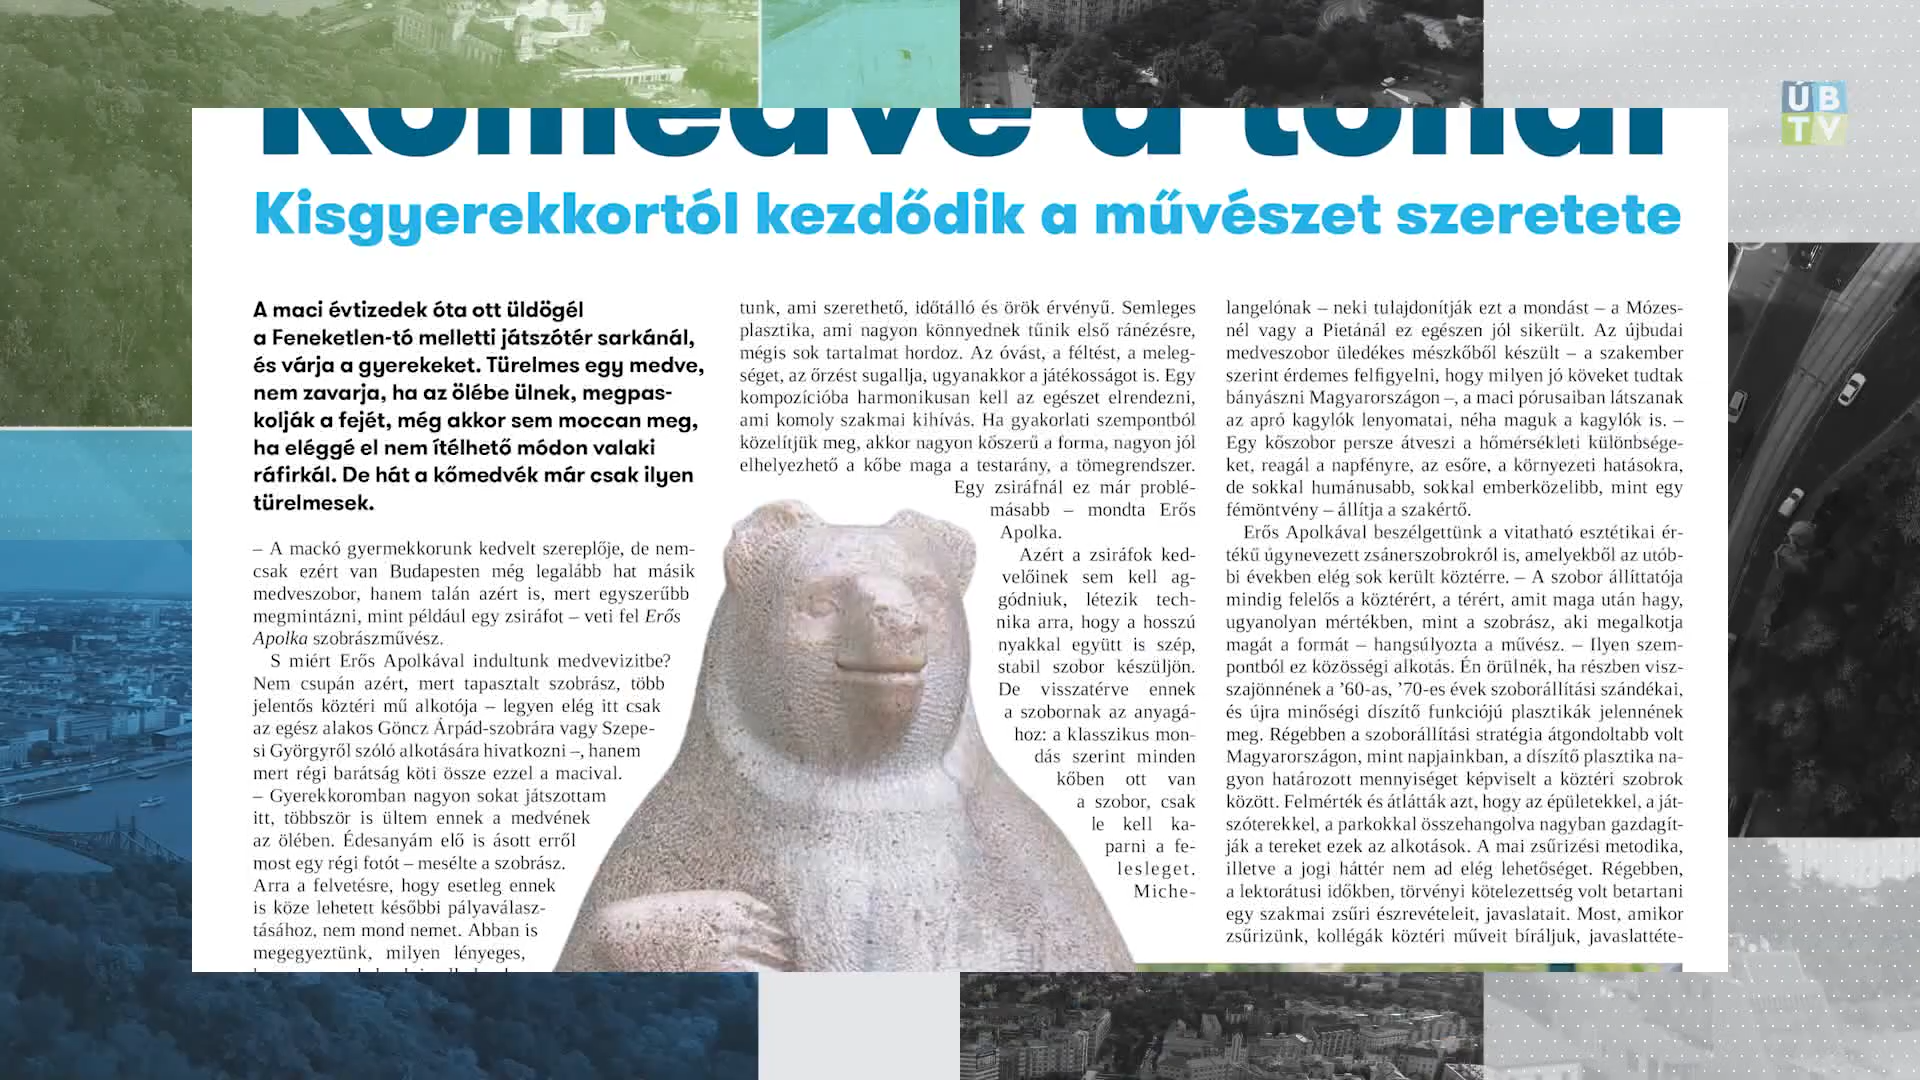 Kőmedve a tónál
Kisgyerekkortól kezdődik a művészet szeretete
A maci évtizedek óta ott üldögél
a Feneketlen-tó melletti játszótér sarkánál,
és várja a gyerekeket. Türelmes egy medve,
nem zavarja, ha az ölébe ülnek, megpas-
kolják a fejét, még akkor sem moccan meg,
ha eléggé el nem ítélhető módon valaki
ráfirkál. De hát a kőmedvék már csak ilyen
türelmesek.
– A mackó gyermekkorunk kedvelt szereplője, de nem-
csak ezért van Budapesten még legalább hat másik
medveszobor, hanem talán azért is, mert egyszerűbb
megmintázni, mint például egy zsiráfot – veti fel Erős
Apolka szobrászművész.
S miért Erős Apolkával indultunk medvevizitbe?
Nem csupán azért, mert tapasztalt szobrász, több
jelentős köztéri mű alkotója – legyen elég itt csak
az egész alakos Göncz Árpád-szobrára vagy Szepe-
si Györgyről szóló alkotására hivatkozni –, hanem
mert régi barátság köti össze ezzel a macival.
– Gyerekkoromban nagyon sokat játszottam
itt, többször is ültem ennek a medvének
az ölében. Édesanyám elő is ásott erről
most egy régi fotót – mesélte a szobrász.
Arra a felvetésre, hogy esetleg ennek
is köze lehetett későbbi pályaválasz-
tásához, nem mond nemet. Abban is
megegyeztünk, milyen lényeges,
tunk, ami szerethető, időtálló és örök érvényű. Semleges
plasztika, ami nagyon könnyednek tűnik első ránézésre,
mégis sok tartalmat hordoz. Az óvást, a féltést, a meleg-
séget, az őrzést sugallja, ugyanakkor a játékosságot is. Egy
kompozícióba harmonikusan kell az egészet elrendezni,
ami komoly szakmai kihívás. Ha gyakorlati szempontból
közelítjük meg, akkor nagyon kőszerű a forma, nagyon jól
elhelyezhető a kőbe maga a testarány, a tömegrendszer.
Egy zsiráfnál ez már problé-
másabb – mondta Erős
Apolka.
Azért a zsiráfok ked-
velőinek sem kell ag-
gódniuk, létezik tech-
nika arra, hogy a hosszú
nyakkal együtt is szép,
stabil szobor készüljön.
De visszatérve ennek
a szobornak az anyagá-
hoz: a klasszikus mon-
dás szerint minden
kőben ott van
a szobor, csak
le kell ka-
parni a fe-
lesleget.
Miche-
langelónak – neki tulajdonítják ezt a mondást – a Mózes-
nél vagy a Pietánál ez egészen jól sikerült. Az újbudai
medveszobor üledékes mészkőből készült – a szakember
szerint érdemes felfigyelni, hogy milyen jó köveket tudtak
bányászni Magyarországon –, a maci pórusaiban látszanak
az apró kagylók lenyomatai, néha maguk a kagylók is. –
Egy kőszobor persze átveszi a hőmérsékleti különbsége-
ket, reagál a napfényre, az esőre, a környezeti hatásokra,
de sokkal humánusabb, sokkal emberközelibb, mint egy
fémöntvény – állítja a szakértő.
Erős Apolkával beszélgettünk a vitatható esztétikai ér-
tékű úgynevezett zsánerszobrokról is, amelyekből az utób-
bi években elég sok került köztérre. – A szobor állíttatója
mindig felelős a köztérért, a térért, amit maga után hagy,
ugyanolyan mértékben, mint a szobrász, aki megalkotja
magát a formát – hangsúlyozta a művész. – Ilyen szem-
pontból ez közösségi alkotás. Én örülnék, ha részben visz-
szajönnének a ’60-as, ’70-es évek szoborállítási szándékai,
és újra minőségi díszítő funkciójú plasztikák jelennének
meg. Régebben a szoborállítási stratégia átgondoltabb volt
Magyarországon, mint napjainkban, a díszítő plasztika na-
gyon határozott mennyiséget képviselt a köztéri szobrok
között. Felmérték és átlátták azt, hogy az épületekkel, a ját-
szóterekkel, a parkokkal összehangolva nagyban gazdagít-
ják a tereket ezek az alkotások. A mai zsűrizési metodika,
illetve a jogi háttér nem ad elég lehetőséget. Régebben,
a lektorátusi időkben, törvényi kötelezettség volt betartani
egy szakmai zsűri észrevételeit, javaslatait. Most, amikor
zsűrizünk, kollégák köztéri műveit bíráljuk, javaslattéte-
ÚB
TV